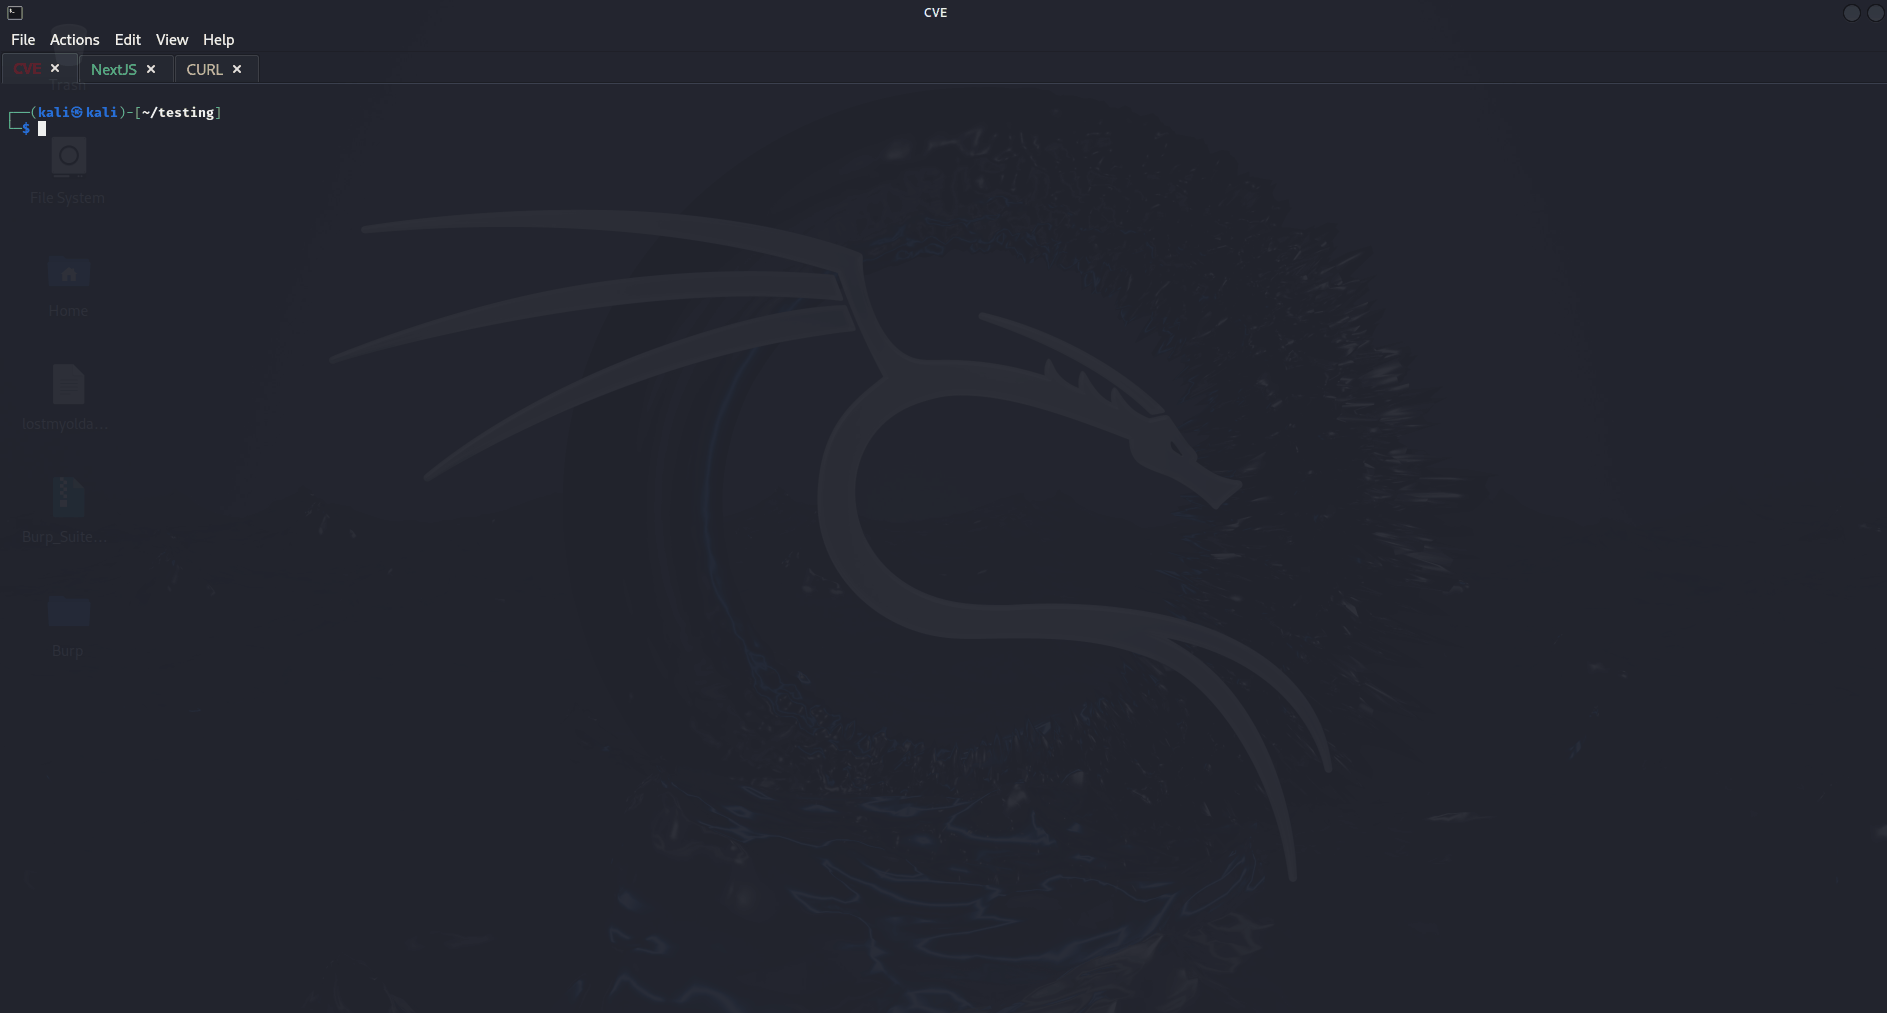 CVE
File Actions Edit View Help
CVE × NextJS × CURL ×
Trash
┌──(kali㉿kali)-[~/testing]
└─$
File System
Home
lostmyolda...
Burp_Suite...
Burp